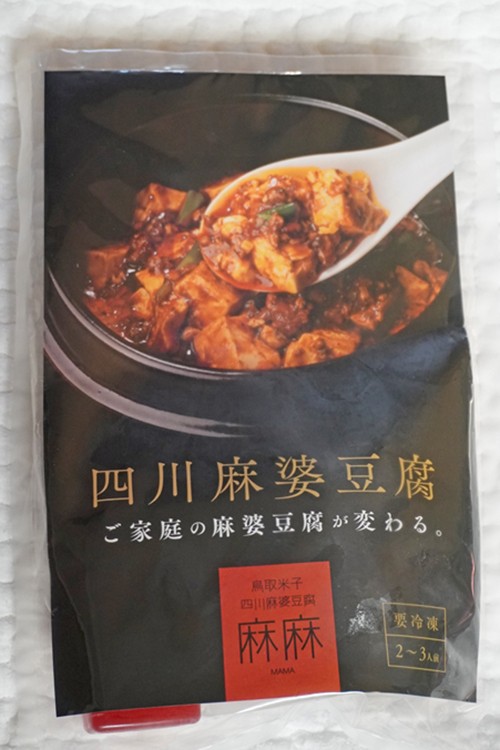 四川麻婆豆腐
ご家庭の麻婆豆腐が変わる。
鳥取米子
四川麻婆豆腐
麻麻
MAMA
要冷凍
2〜3人前